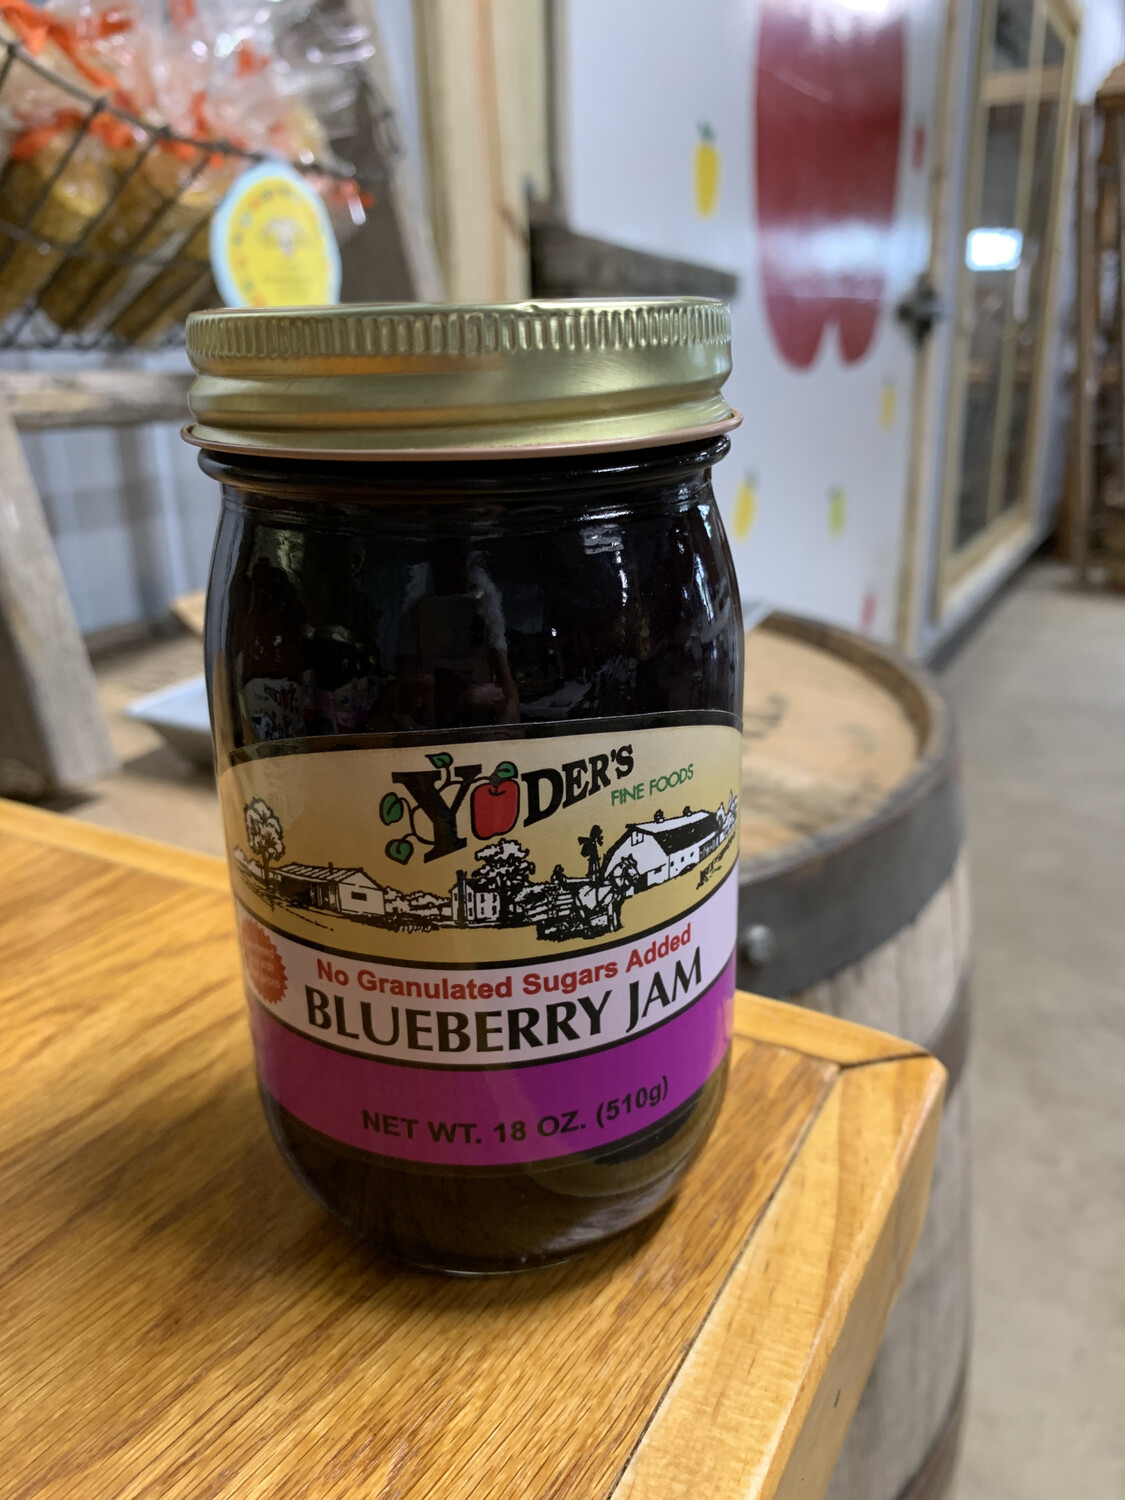 YODER'S
FINE FOODS
No Granulated Sugars Added
BLUEBERRY JAM
NET WT. 18 OZ. (510g)